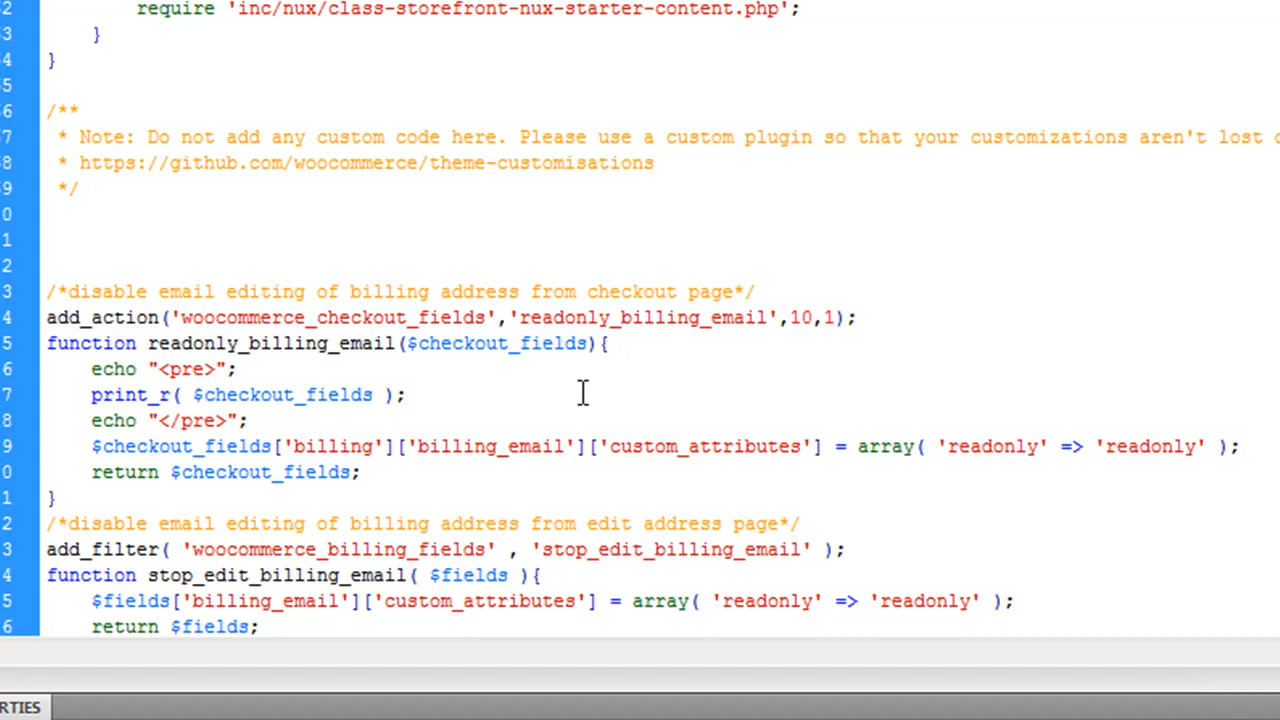 2 require 'inc/nux/class-storefront-nux-starter-content.php';
3 }
4 }
5
6 /**
7 * Note: Do not add any custom code here. Please use a custom plugin so that your customizations aren't lost
8 * https://github.com/woocommerce/theme-customisations
9 */
0
1
2
3 /*disable email editing of billing address from checkout page*/
4 add_action('woocommerce_checkout_fields','readonly_billing_email',10,1);
5 function readonly_billing_email($checkout_fields){
6 echo "<pre>";
7 print_r( $checkout_fields );
8 echo "</pre>";
9 $checkout_fields['billing']['billing_email']['custom_attributes'] = array( 'readonly' => 'readonly' );
0 return $checkout_fields;
1 }
2 /*disable email editing of billing address from edit address page*/
3 add_filter( 'woocommerce_billing_fields' , 'stop_edit_billing_email' );
4 function stop_edit_billing_email( $fields ){
5 $fields['billing_email']['custom_attributes'] = array( 'readonly' => 'readonly' );
6 return $fields;
RTIES